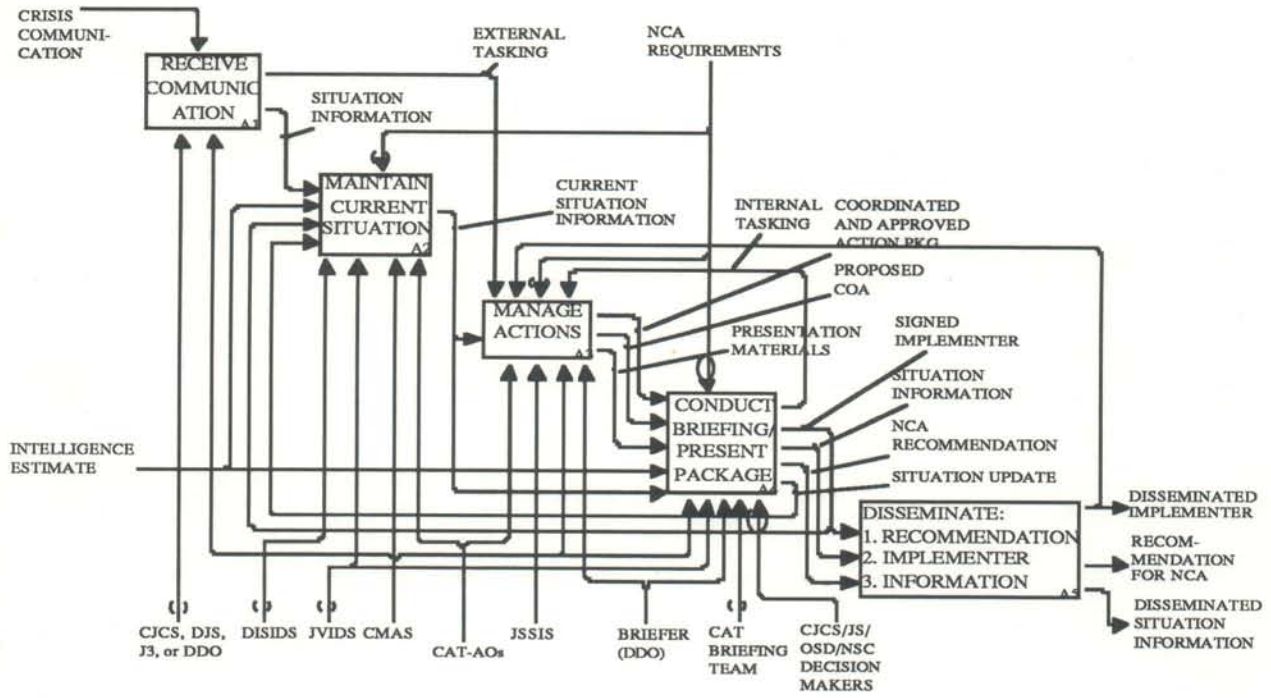 CRISIS
COMMUNI-
CATION
EXTERNAL
TASKING
NCA
REQUIREMENTS
RECEIVE
COMMUNIC
ATION
A1
SITUATION
INFORMATION
MAINTAIN
CURRENT
SITUATION
A2
CURRENT
SITUATION
INFORMATION
INTERNAL
TASKING
COORDINATED
AND APPROVED
ACTION PKG
PROPOSED
COA
MANAGE
ACTIONS
A3
PRESENTATION
MATERIALS
SIGNED
IMPLEMENTER
SITUATION
INFORMATION
NCA
RECOMMENDATION
SITUATION UPDATE
CONDUCT
BRIEFING/
PRESENT
PACKAGE
A4
INTELLIGENCE
ESTIMATE
DISSEMINATE:
1. RECOMMENDATION
2. IMPLEMENTER
3. INFORMATION
A5
DISSEMINATED
IMPLEMENTER
RECOM-
MENDATION
FOR NCA
DISSEMINATED
SITUATION
INFORMATION
CJCS, DJS,
J3, or DDO
DISIDS
JVIDS
CMAS
CAT-AOs
JSSIS
BRIEFER
(DDO)
CAT
BRIEFING
TEAM
CJCS/JS/
OSD/NSC
DECISION
MAKERS